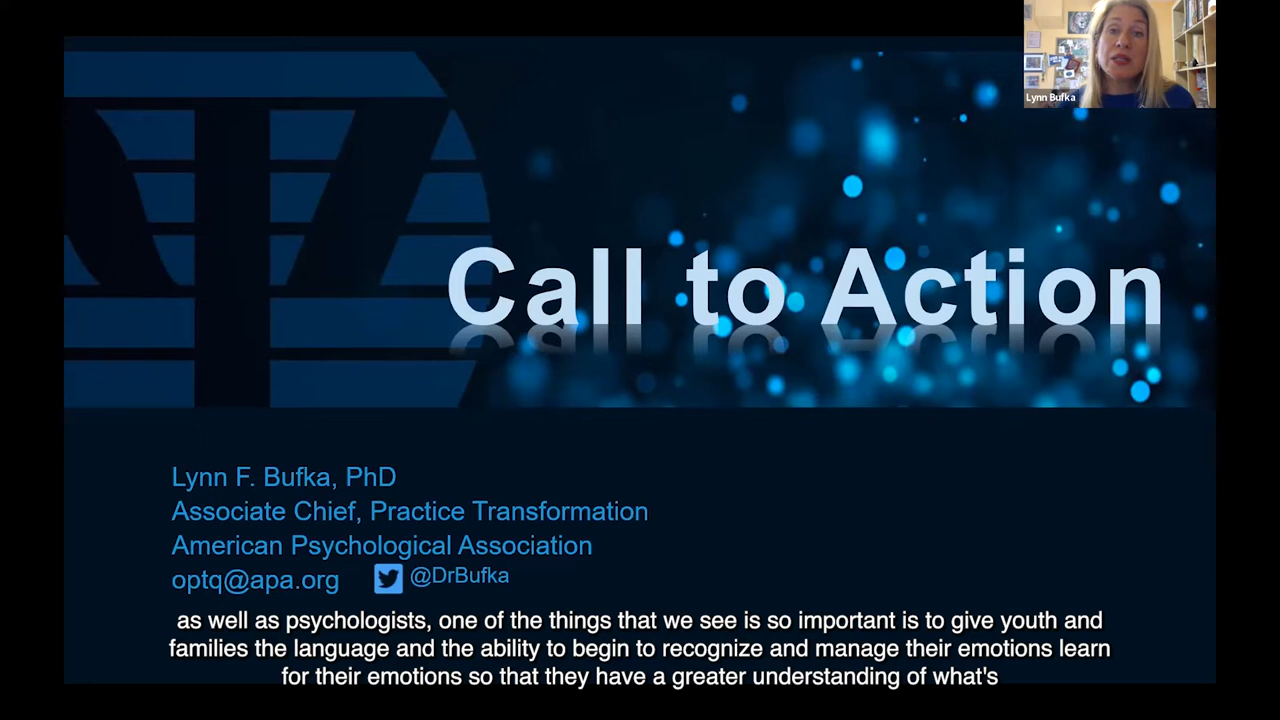 Lynn Bufka
Call to Action
Lynn F. Bufka, PhD
Associate Chief, Practice Transformation
American Psychological Association
optq@apa.org @DrBufka
as well as psychologists, one of the things that we see is so important is to give youth and
families the language and the ability to begin to recognize and manage their emotions learn
for their emotions so that they have a greater understanding of what's